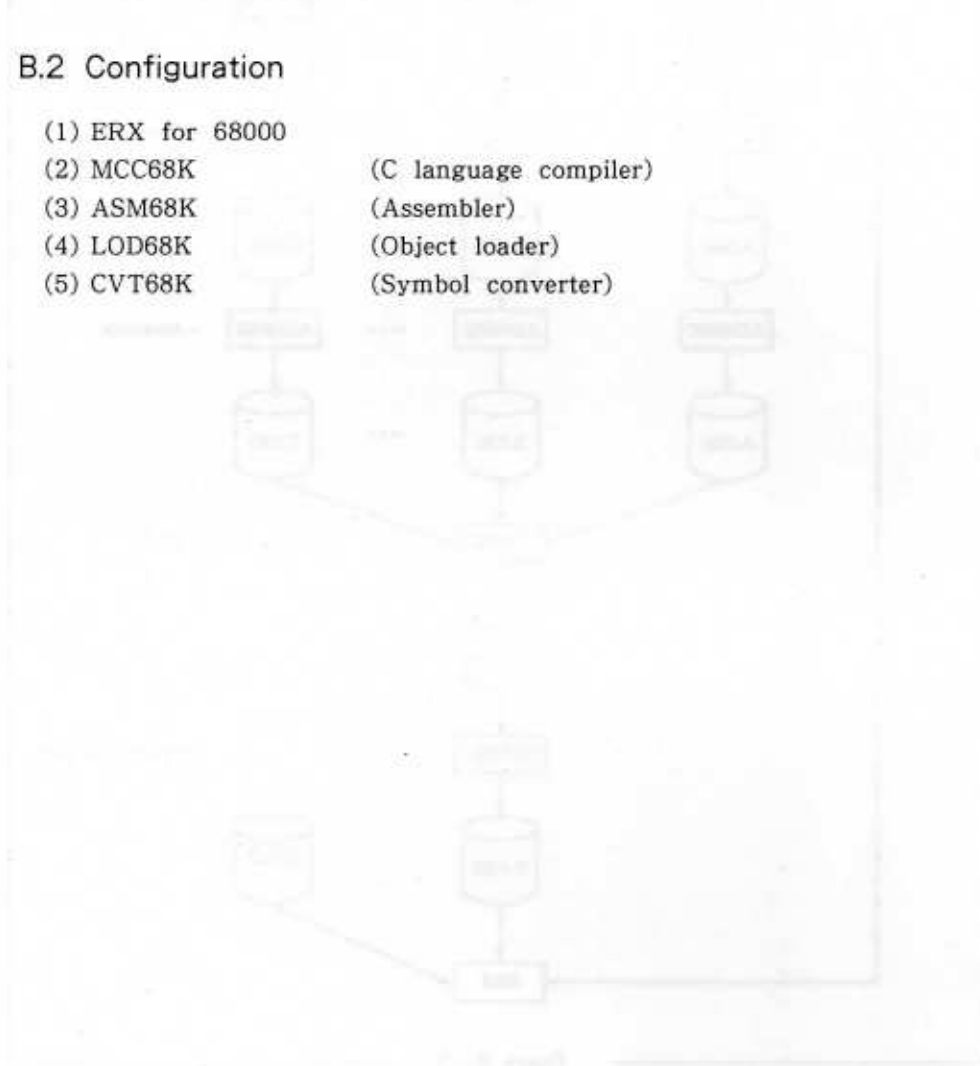 B.2 Configuration
(1) ERX for 68000
(2) MCC68K (C language compiler)
(3) ASM68K (Assembler)
(4) LOD68K (Object loader)
(5) CVT68K (Symbol converter)